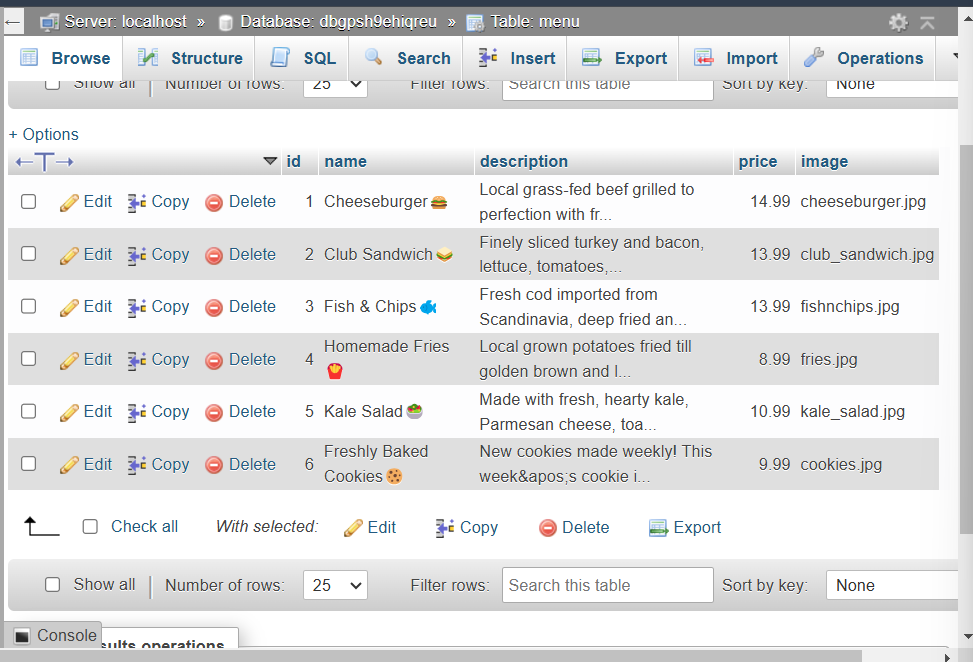 Server: localhost » Database: dbgpsh9ehiqreu » Table: menu
Browse Structure SQL Search Insert Export Import Operations
Show all Number of rows: 25 Filter rows: Search this table Sort by key: None
+ Options
←T→ id name description price image
Edit Copy Delete 1 Cheeseburger🍔 Local grass-fed beef grilled to 14.99 cheeseburger.jpg
perfection with fr...
Edit Copy Delete 2 Club Sandwich🥪 Finely sliced turkey and bacon, 13.99 club_sandwich.jpg
lettuce, tomatoes,...
Edit Copy Delete 3 Fish & Chips🐟 Fresh cod imported from 13.99 fishnchips.jpg
Scandinavia, deep fried an...
Edit Copy Delete 4 Homemade Fries Local grown potatoes fried till 8.99 fries.jpg
🍟 golden brown and l...
Edit Copy Delete 5 Kale Salad🥗 Made with fresh, hearty kale, 10.99 kale_salad.jpg
Parmesan cheese, toa...
Edit Copy Delete 6 Freshly Baked New cookies made weekly! This 9.99 cookies.jpg
Cookies🍪 week&apos;s cookie i...
Check all With selected: Edit Copy Delete Export
Show all Number of rows: 25 Filter rows: Search this table Sort by key: None
Console
sults operations